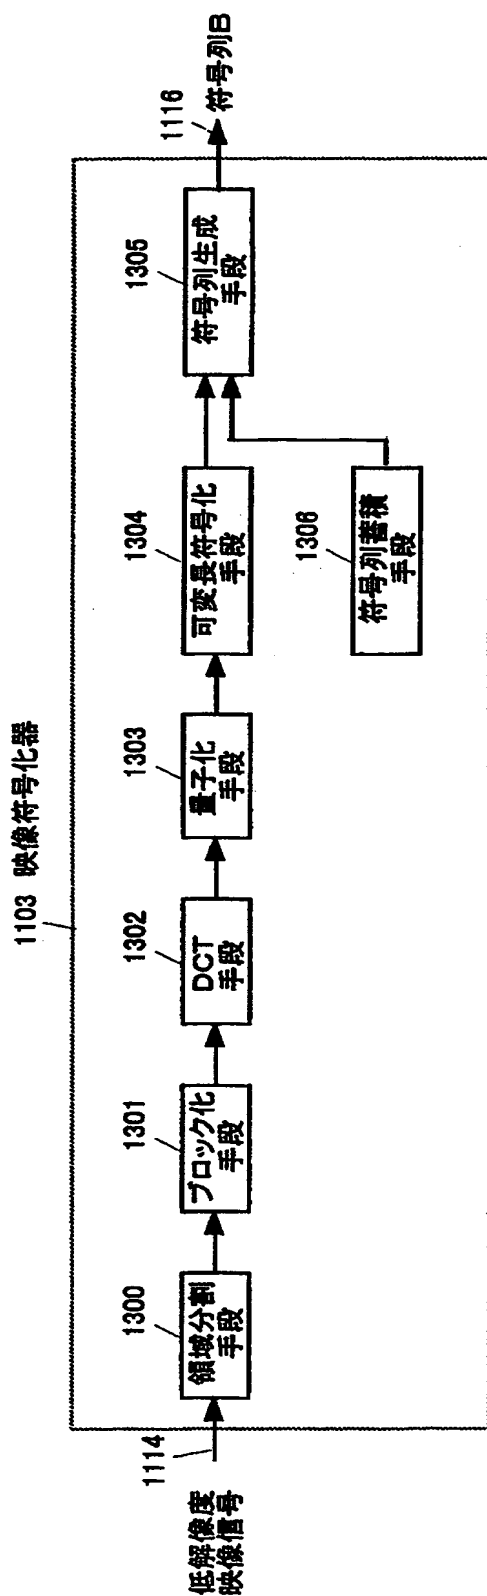 1103 映像符号化器
低解像度
映像信号
1114
1300
領域分割
手段
1301
ブロック化
手段
1302
DCT
手段
1303
量子化
手段
1304
可変長符号化
手段
1305
符号列生成
手段
1306
符号列蓄積
手段
1116
符号列B